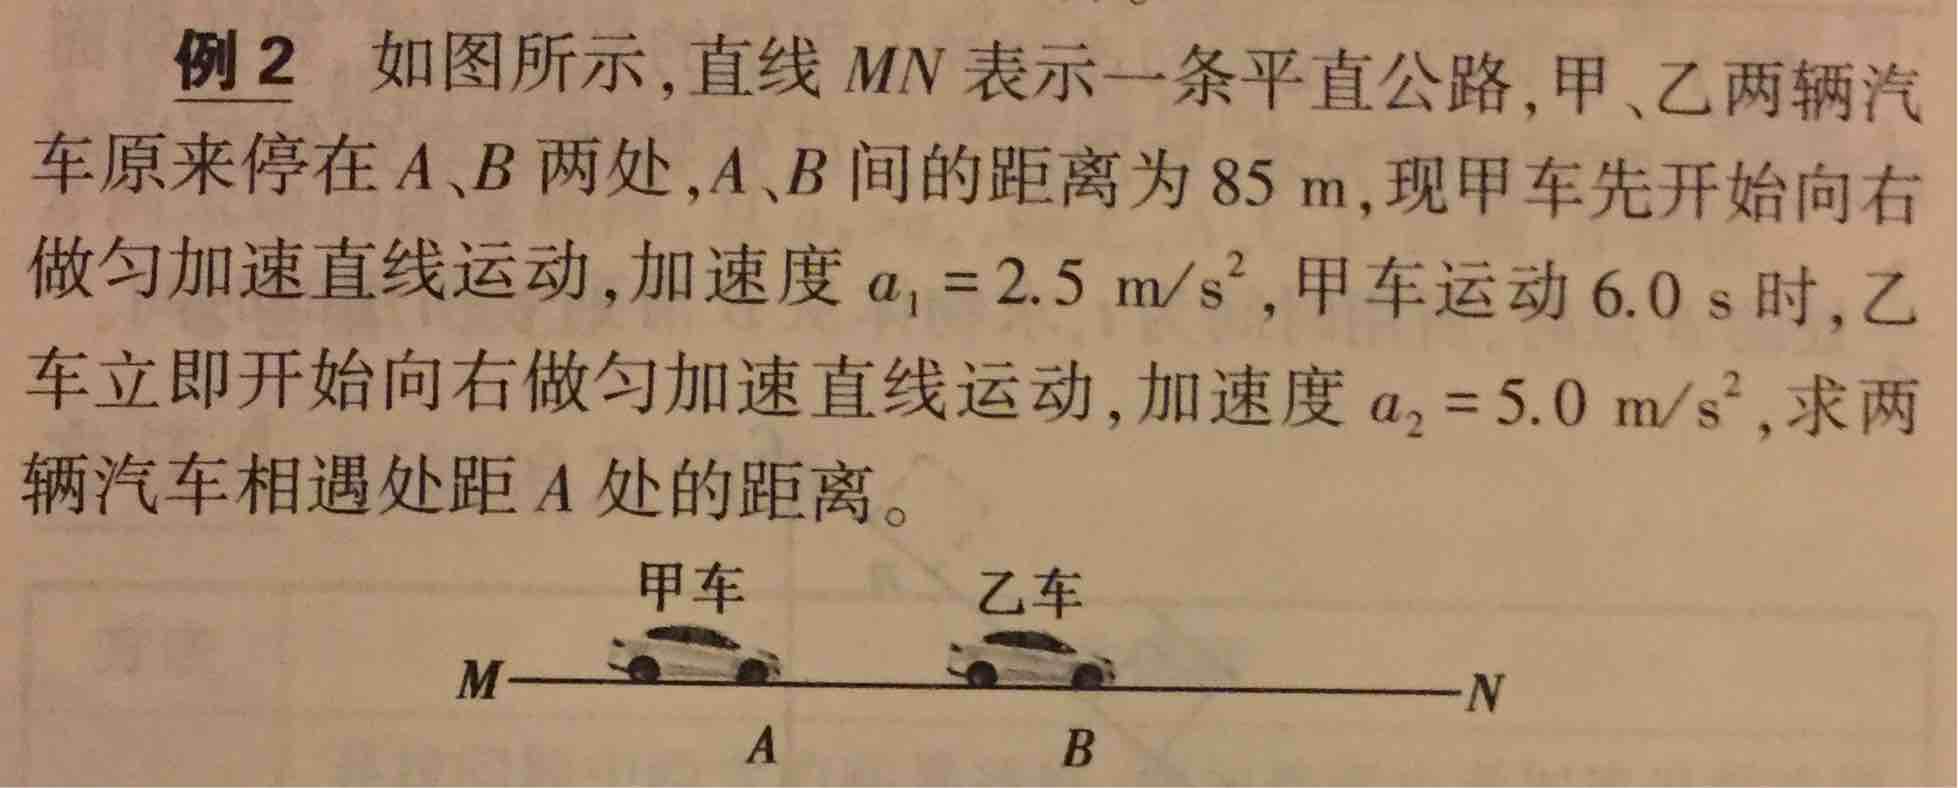 例2 如图所示,直线 MN 表示一条平直公路,甲、乙两辆汽
车原来停在 A、B 两处,A、B 间的距离为 85 m,现甲车先开始向右
做匀加速直线运动,加速度 a₁ = 2.5 m/s²,甲车运动 6.0 s 时,乙
车立即开始向右做匀加速直线运动,加速度 a₂ = 5.0 m/s²,求两
辆汽车相遇处距 A 处的距离。
甲车 乙车
M N
A B